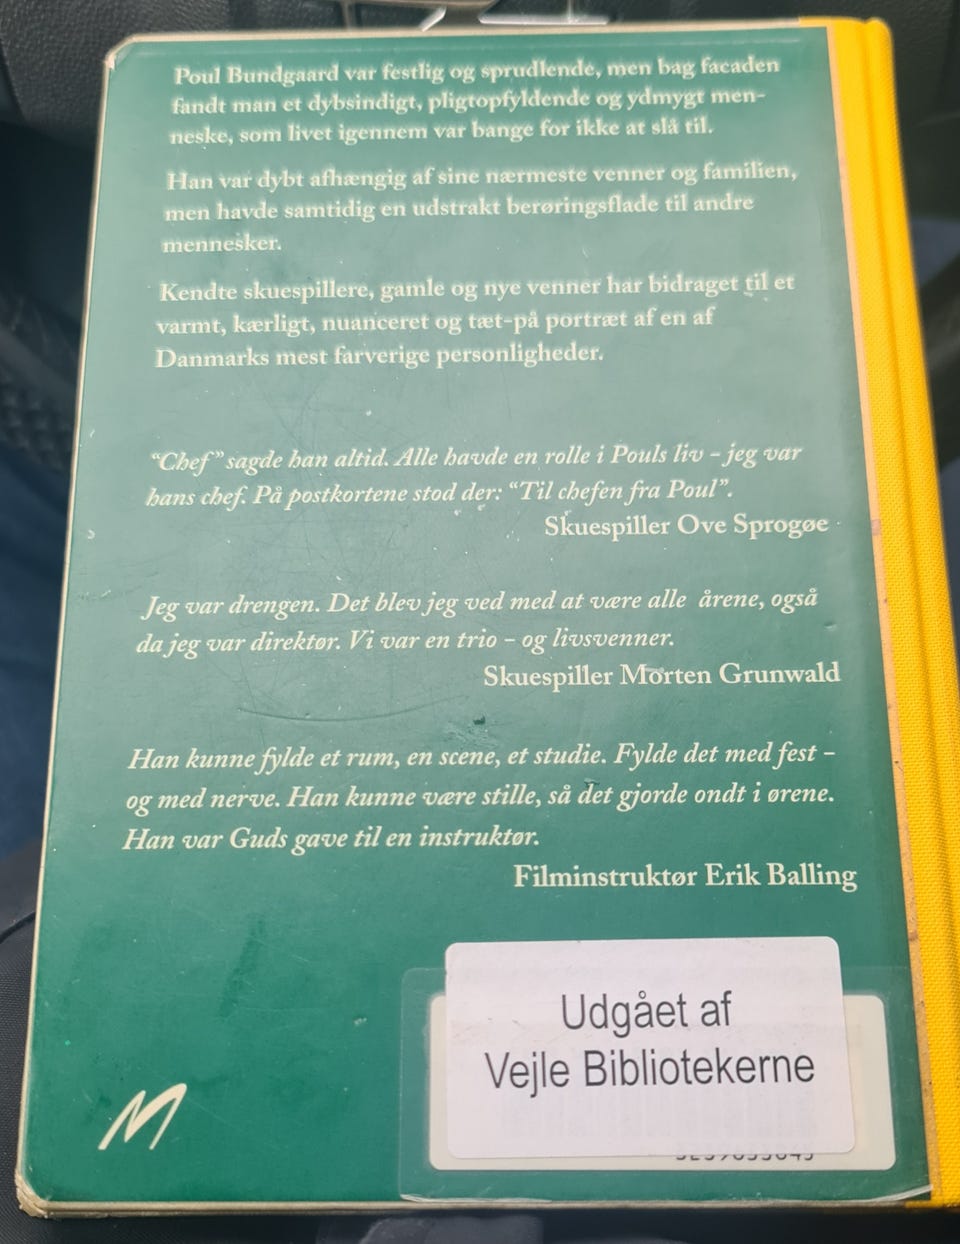 Poul Bundgaard var festlig og sprudlende, men bag facaden
fandt man et dybsindigt, pligtopfyldende og ydmygt men-
neske, som livet igennem var bange for ikke at slå til.
Han var dybt afhængig af sine nærmeste venner og familien,
men havde samtidig en udstrakt berøringsflade til andre
mennesker.
Kendte skuespillere, gamle og nye venner har bidraget til et
varmt, kærligt, nuanceret og tæt-på portræt af en af
Danmarks mest farverige personligheder.
“Chef” sagde han altid. Alle havde en rolle i Pouls liv – jeg var
hans chef. På postkortene stod der: “Til chefen fra Poul”.
Skuespiller Ove Sprogøe
Jeg var drengen. Det blev jeg ved med at være alle årene, også
da jeg var direktør. Vi var en trio – og livsvenner.
Skuespiller Morten Grunwald
Han kunne fylde et rum, en scene, et studie. Fylde det med fest –
og med nerve. Han kunne være stille, så det gjorde ondt i ørene.
Han var Guds gave til en instruktør.
Filminstruktør Erik Balling
Udgået af
Vejle Bibliotekerne
M